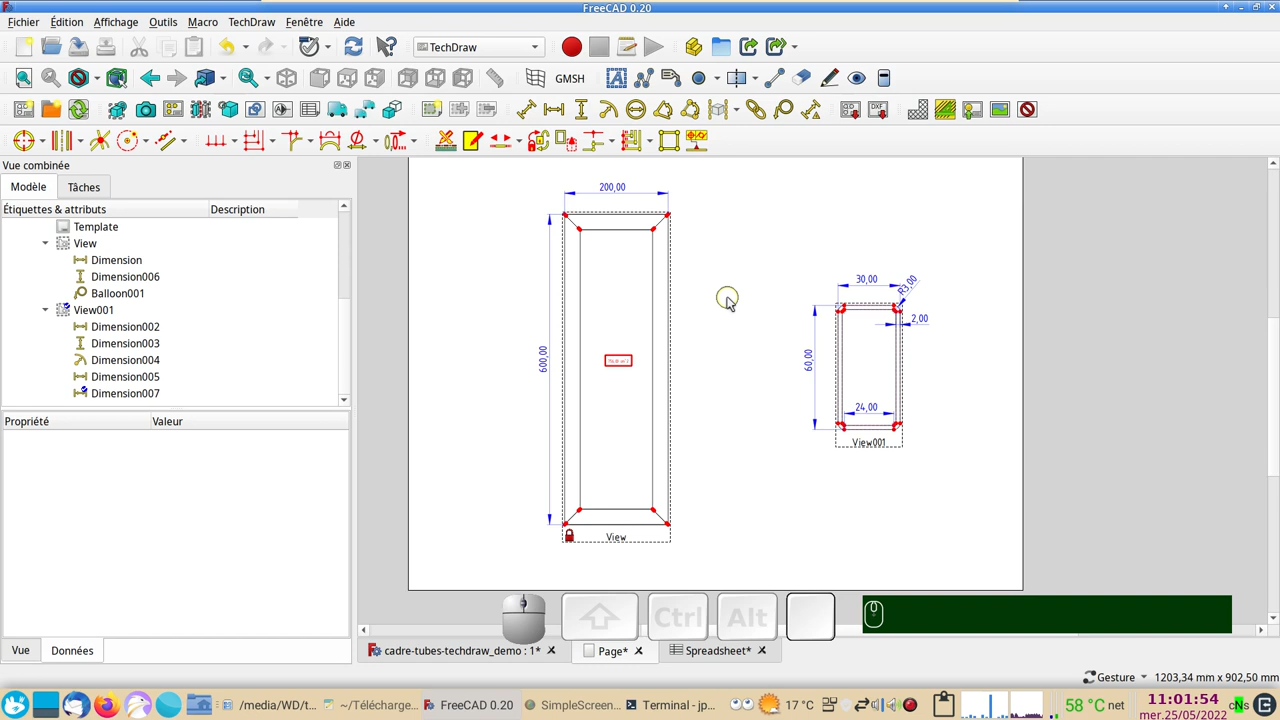 FreeCAD 0.20
Fichier Édition Affichage Outils Macro TechDraw Fenêtre Aide
TechDraw
GMSH
Vue combinée
Modèle Tâches
Étiquettes & attributs Description
Template
View
Dimension
Dimension006
Balloon001
View001
Dimension002
Dimension003
Dimension004
Dimension005
Dimension007
Propriété Valeur
200,00
600,00
View
30,00
R3,00
2,00
60,00
24,00
View001
Ctrl Alt
Vue Données
cadre-tubes-techdraw_demo : 1* Page* Spreadsheet*
Gesture 1203,34 mm x 902,50 mm
/media/WD/t... ~/Télécharge... FreeCAD 0.20 SimpleScreen... Terminal - jp... 17 °C 58 °C net 11:01:54
mer.25/05/2022